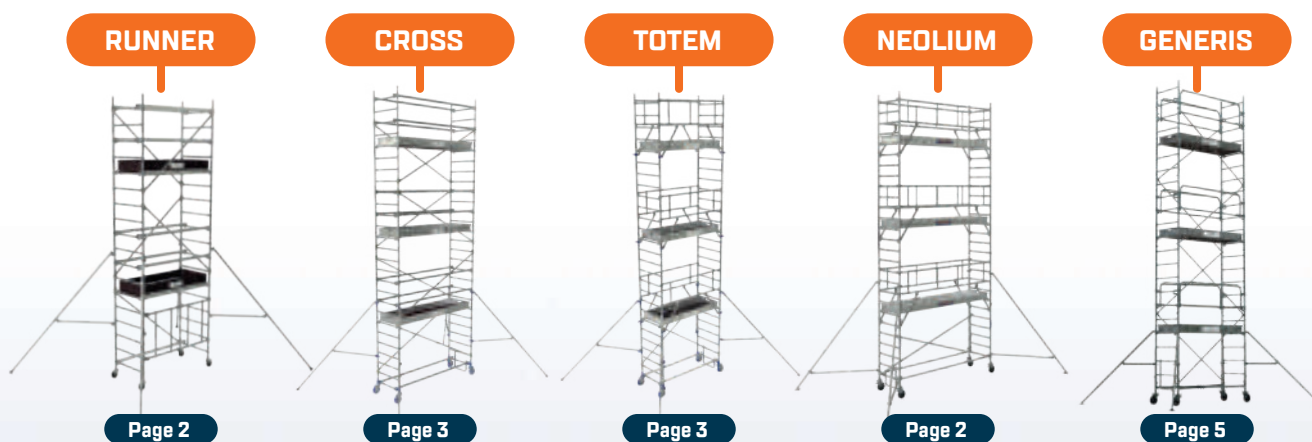 RUNNER
CROSS
TOTEM
NEOLIUM
GENERIS
Page 2
Page 3
Page 3
Page 2
Page 5